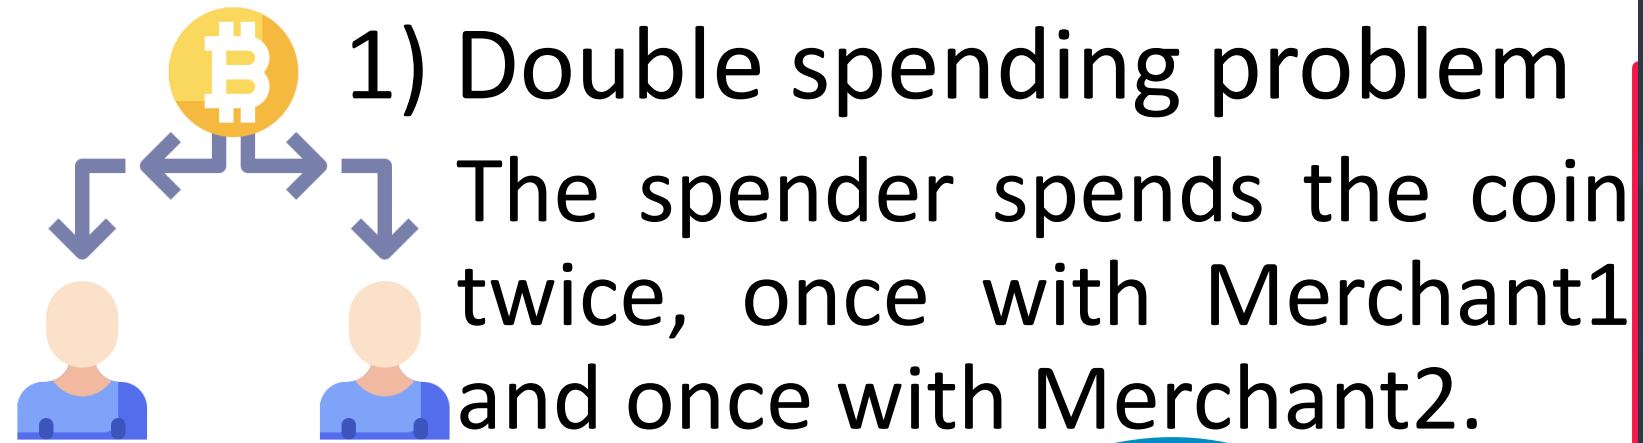 1) Double spending problem
The spender spends the coin
twice, once with Merchant1
and once with Merchant2.